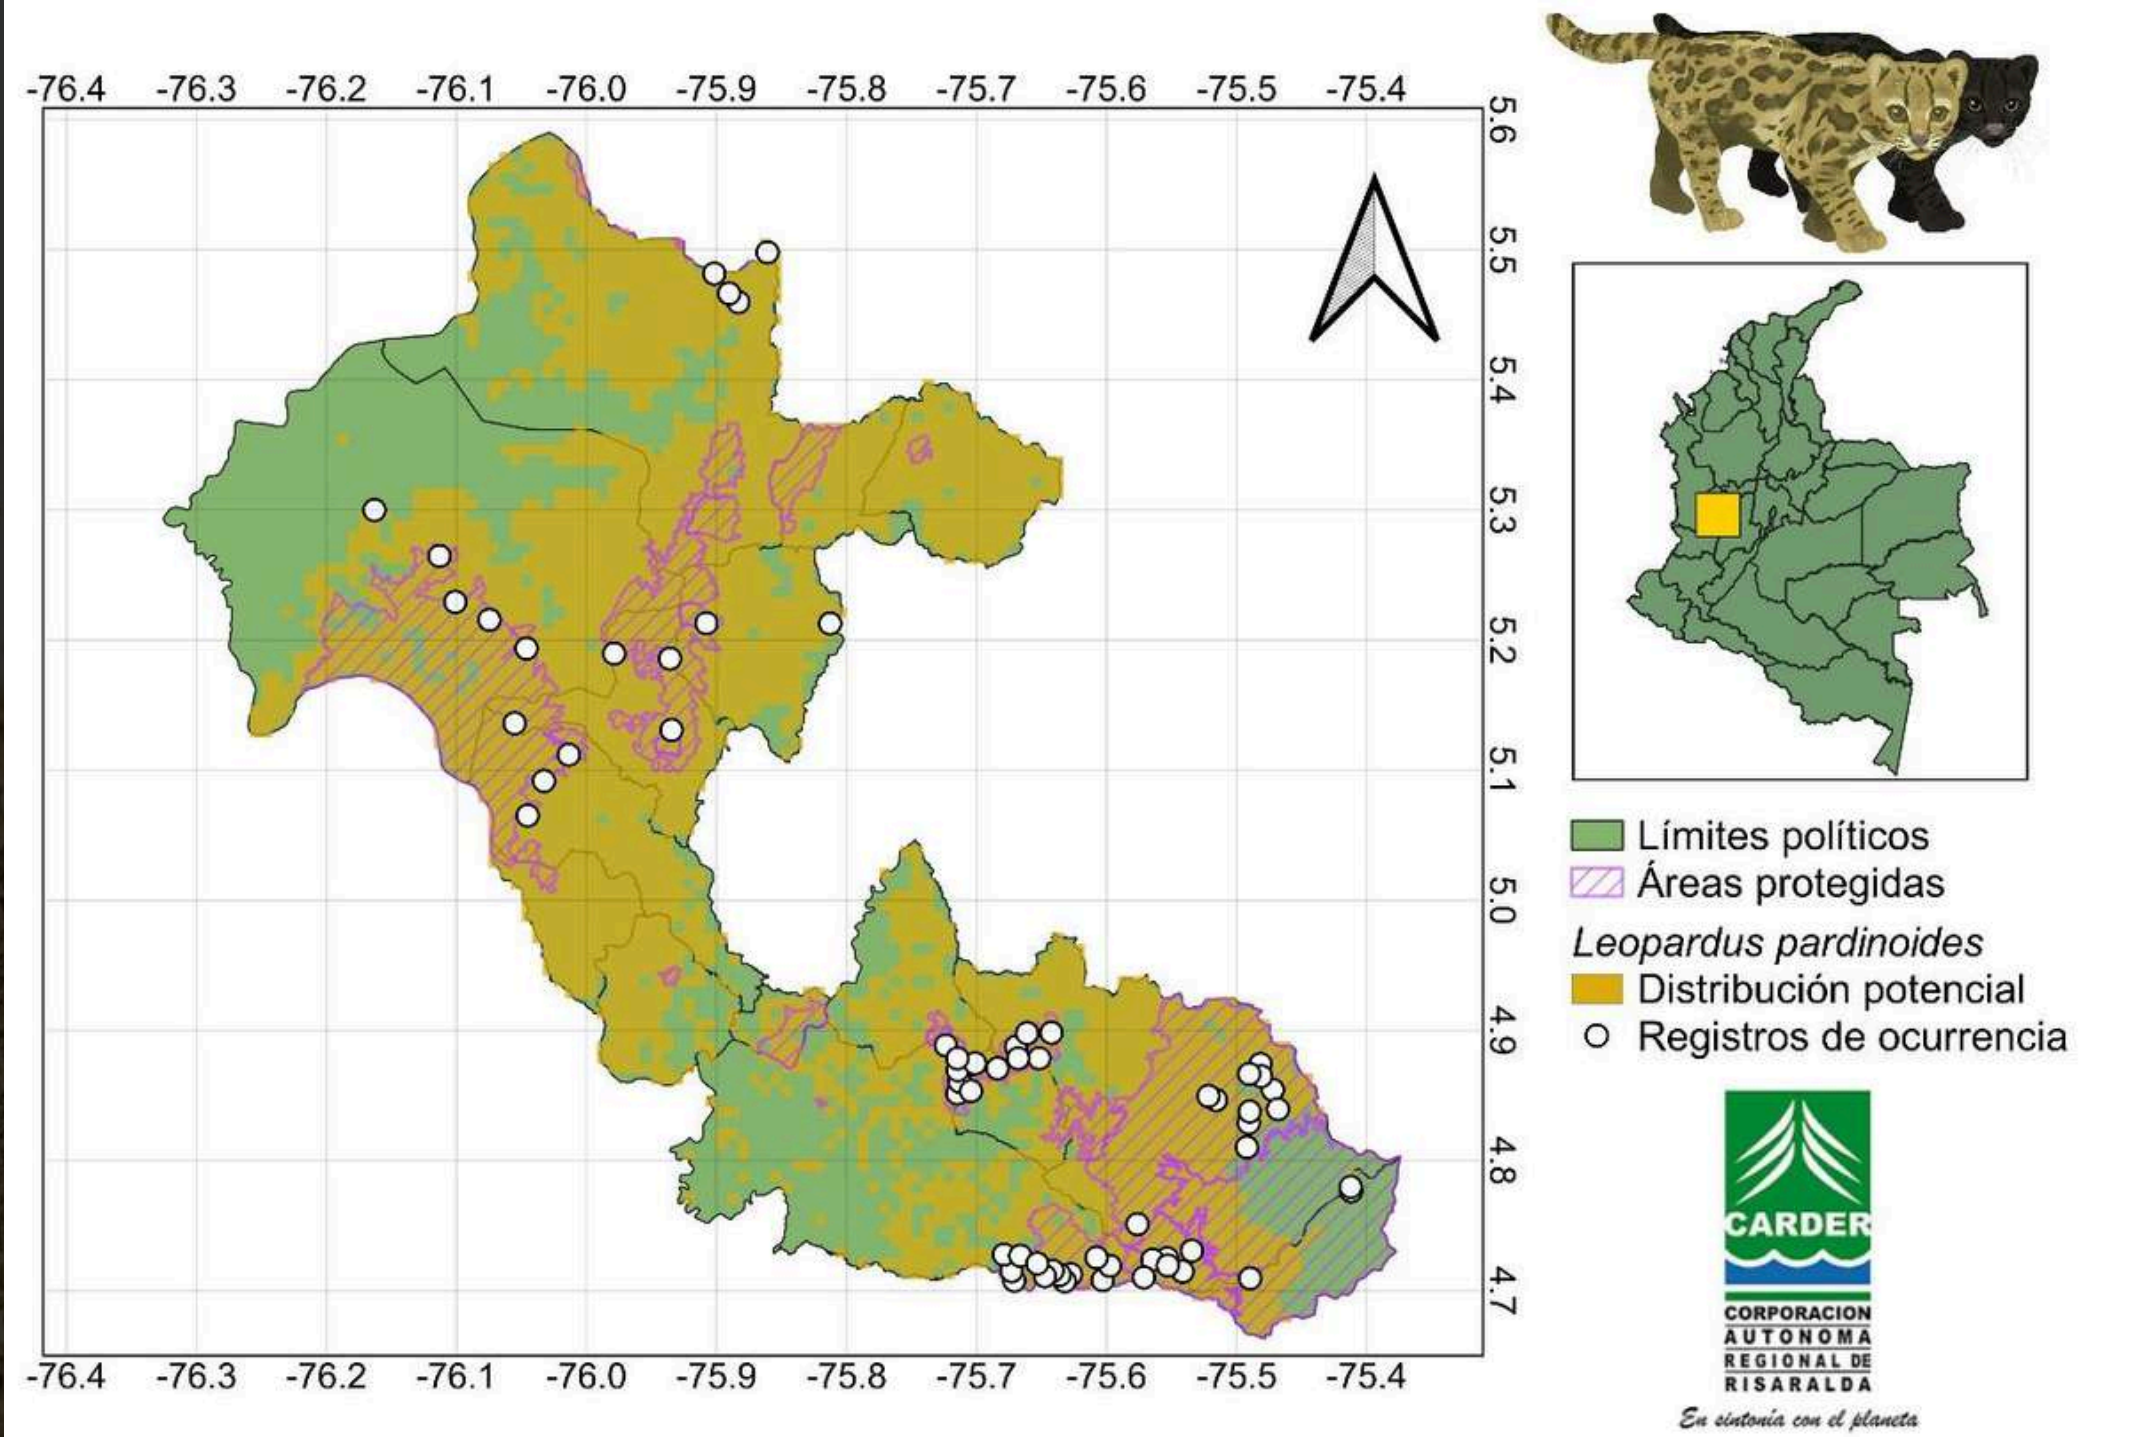 -76.4 -76.3 -76.2 -76.1 -76.0 -75.9 -75.8 -75.7 -75.6 -75.5 -75.4
5.6
5.5
5.4
5.3
5.2
5.1
5.0
4.9
4.8
4.7
-76.4 -76.3 -76.2 -76.1 -76.0 -75.9 -75.8 -75.7 -75.6 -75.5 -75.4
Límites políticos
Áreas protegidas
Leopardus pardinoides
Distribución potencial
Registros de ocurrencia
CARDER
CORPORACION
AUTONOMA
REGIONAL DE
RISARALDA
En sintonía con el planeta